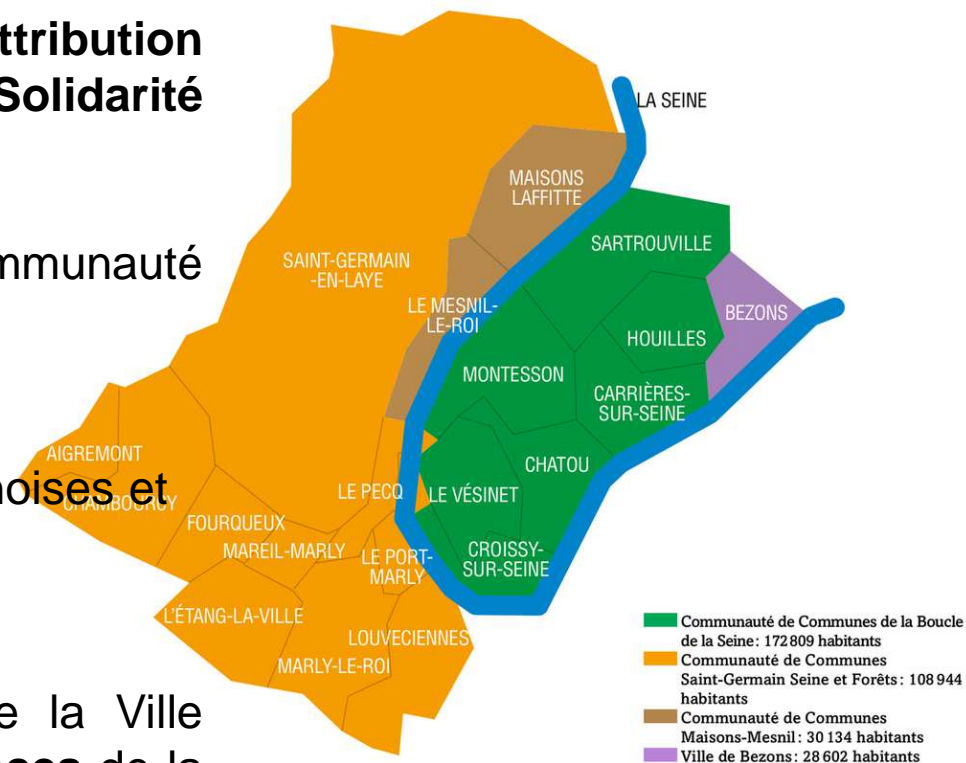 ttribution
Solidarité
mmunauté
noises et
e la Ville
de la
LA SEINE
MAISONS
LAFFITTE
SARTROUVILLE
SAINT-GERMAIN
-EN-LAYE
LE MESNIL-
LE-ROI
BEZONS
HOUILLES
MONTESSON
CARRIÈRES-
SUR-SEINE
CHATOU
AIGREMONT
CHAMBOURCY
LE PECQ
LE VÉSINET
FOURQUEUX
MAREIL-MARLY
LE PORT-
MARLY
CROISSY-
SUR-SEINE
L'ÉTANG-LA-VILLE
LOUVECIENNES
MARLY-LE-ROI
Communauté de Communes de la Boucle
de la Seine : 172 809 habitants
Communauté de Communes
Saint-Germain Seine et Forêts : 108 944
habitants
Communauté de Communes
Maisons-Mesnil : 30 134 habitants
Ville de Bezons : 28 602 habitants